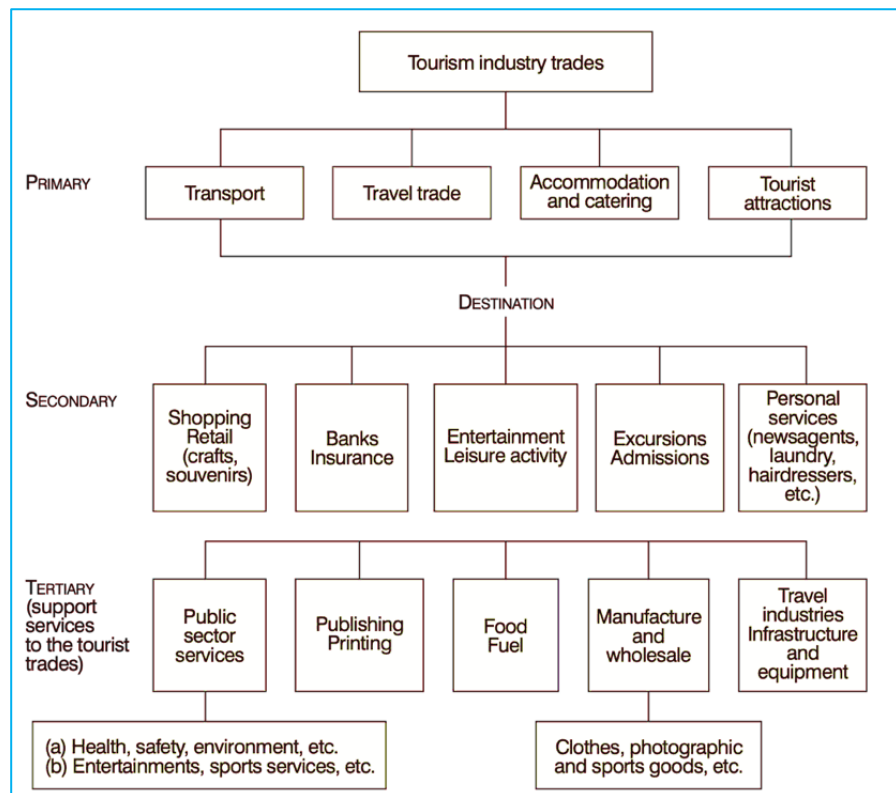 Tourism industry trades
PRIMARY
Transport
Travel trade
Accommodation
and catering
Tourist
attractions
DESTINATION
SECONDARY
Shopping
Retail
(crafts,
souvenirs)
Banks
Insurance
Entertainment
Leisure activity
Excursions
Admissions
Personal
services
(newsagents,
laundry,
hairdressers,
etc.)
TERTIARY
(support
services
to the tourist
trades)
Public
sector
services
Publishing
Printing
Food
Fuel
Manufacture
and
wholesale
Travel
industries
Infrastructure
and
equipment
(a) Health, safety, environment, etc.
(b) Entertainments, sports services, etc.
Clothes, photographic
and sports goods, etc.